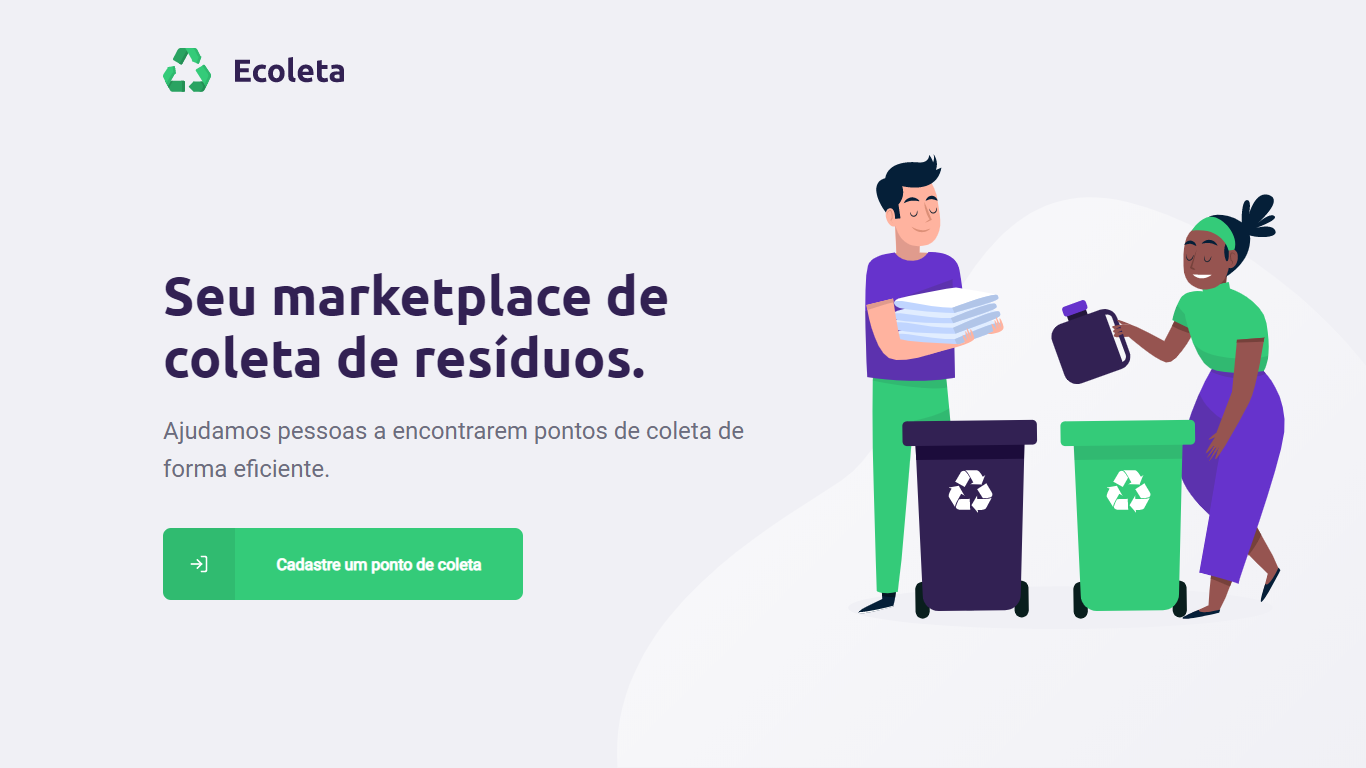 Ecoleta
Seu marketplace de
coleta de resíduos.
Ajudamos pessoas a encontrarem pontos de coleta de
forma eficiente.
Cadastre um ponto de coleta